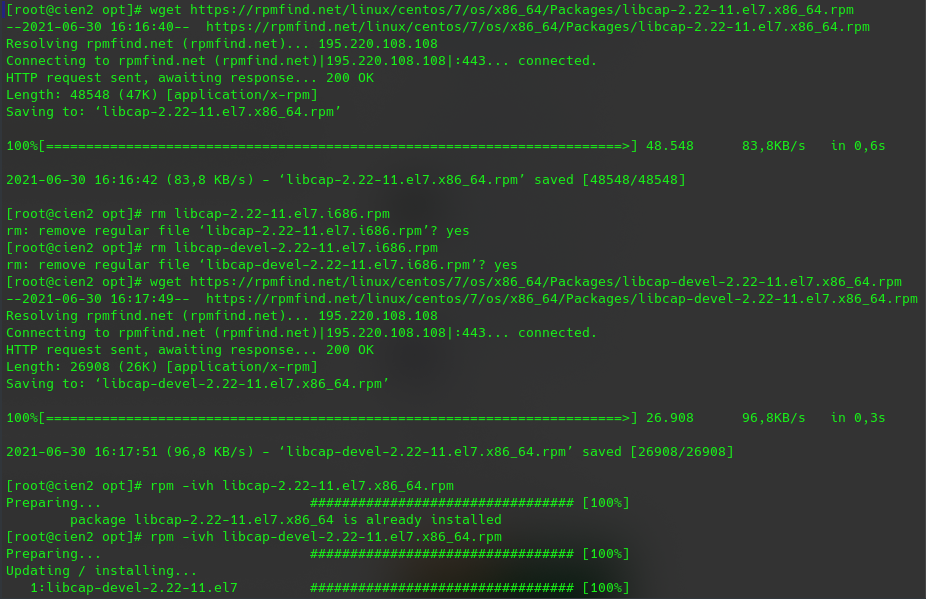 [root@cien2 opt]# wget https://rpmfind.net/linux/centos/7/os/x86_64/Packages/libcap-2.22-11.el7.x86_64.rpm
--2021-06-30 16:16:40--  https://rpmfind.net/linux/centos/7/os/x86_64/Packages/libcap-2.22-11.el7.x86_64.rpm
Resolving rpmfind.net (rpmfind.net)... 195.220.108.108
Connecting to rpmfind.net (rpmfind.net)|195.220.108.108|:443... connected.
HTTP request sent, awaiting response... 200 OK
Length: 48548 (47K) [application/x-rpm]
Saving to: ‘libcap-2.22-11.el7.x86_64.rpm’
100%[========================================================================>] 48.548      83,8KB/s   in 0,6s
2021-06-30 16:16:42 (83,8 KB/s) - ‘libcap-2.22-11.el7.x86_64.rpm’ saved [48548/48548]
[root@cien2 opt]# rm libcap-2.22-11.el7.i686.rpm
rm: remove regular file ‘libcap-2.22-11.el7.i686.rpm’? yes
[root@cien2 opt]# rm libcap-devel-2.22-11.el7.i686.rpm
rm: remove regular file ‘libcap-devel-2.22-11.el7.i686.rpm’? yes
[root@cien2 opt]# wget https://rpmfind.net/linux/centos/7/os/x86_64/Packages/libcap-devel-2.22-11.el7.x86_64.rpm
--2021-06-30 16:17:49--  https://rpmfind.net/linux/centos/7/os/x86_64/Packages/libcap-devel-2.22-11.el7.x86_64.rpm
Resolving rpmfind.net (rpmfind.net)... 195.220.108.108
Connecting to rpmfind.net (rpmfind.net)|195.220.108.108|:443... connected.
HTTP request sent, awaiting response... 200 OK
Length: 26908 (26K) [application/x-rpm]
Saving to: ‘libcap-devel-2.22-11.el7.x86_64.rpm’
100%[========================================================================>] 26.908      96,8KB/s   in 0,3s
2021-06-30 16:17:51 (96,8 KB/s) - ‘libcap-devel-2.22-11.el7.x86_64.rpm’ saved [26908/26908]
[root@cien2 opt]# rpm -ivh libcap-2.22-11.el7.x86_64.rpm
Preparing...                          ################################# [100%]
        package libcap-2.22-11.el7.x86_64 is already installed
[root@cien2 opt]# rpm -ivh libcap-devel-2.22-11.el7.x86_64.rpm
Preparing...                          ################################# [100%]
Updating / installing...
   1:libcap-devel-2.22-11.el7         ################################# [100%]